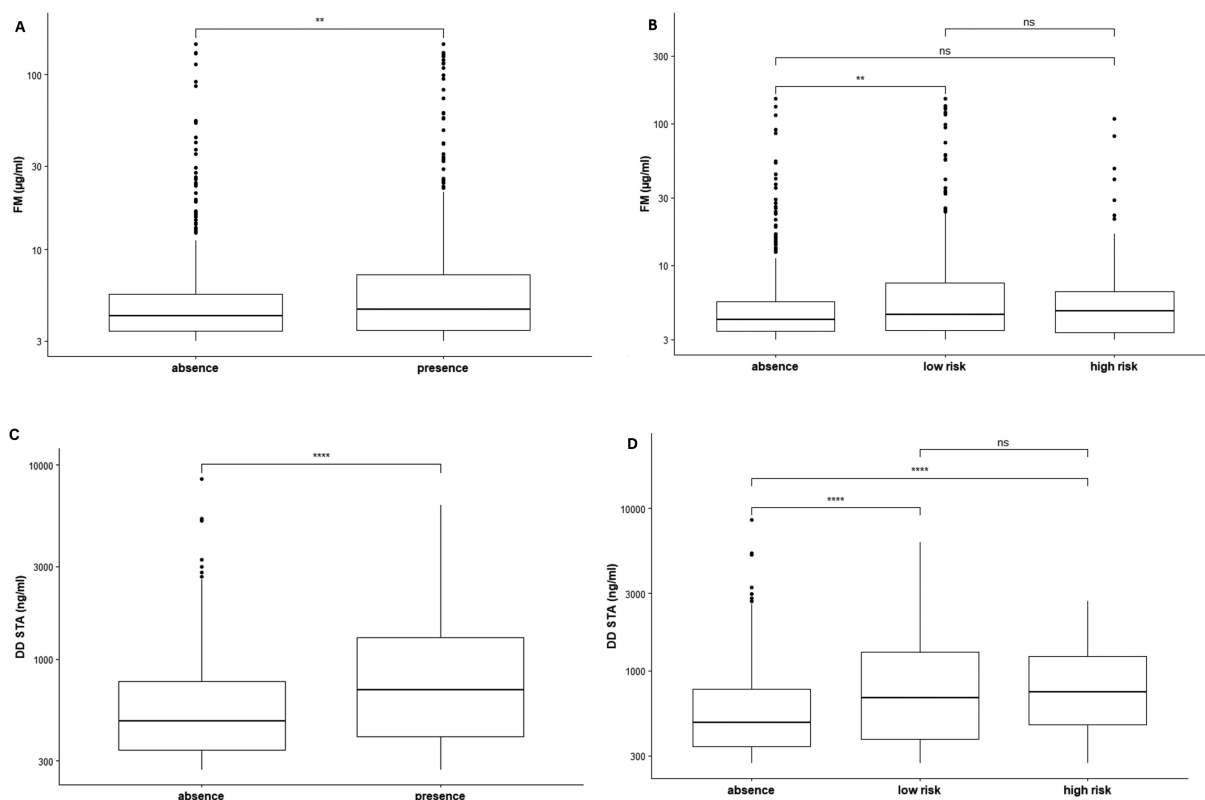 A
**
FM (µg/ml)
100
30
10
3
absence
presence
B
ns
ns
**
FM (µg/ml)
300
100
30
10
3
absence
low risk
high risk
C
****
DD STA (ng/ml)
10000
3000
1000
300
absence
presence
D
ns
****
****
DD STA (ng/ml)
10000
3000
1000
300
absence
low risk
high risk